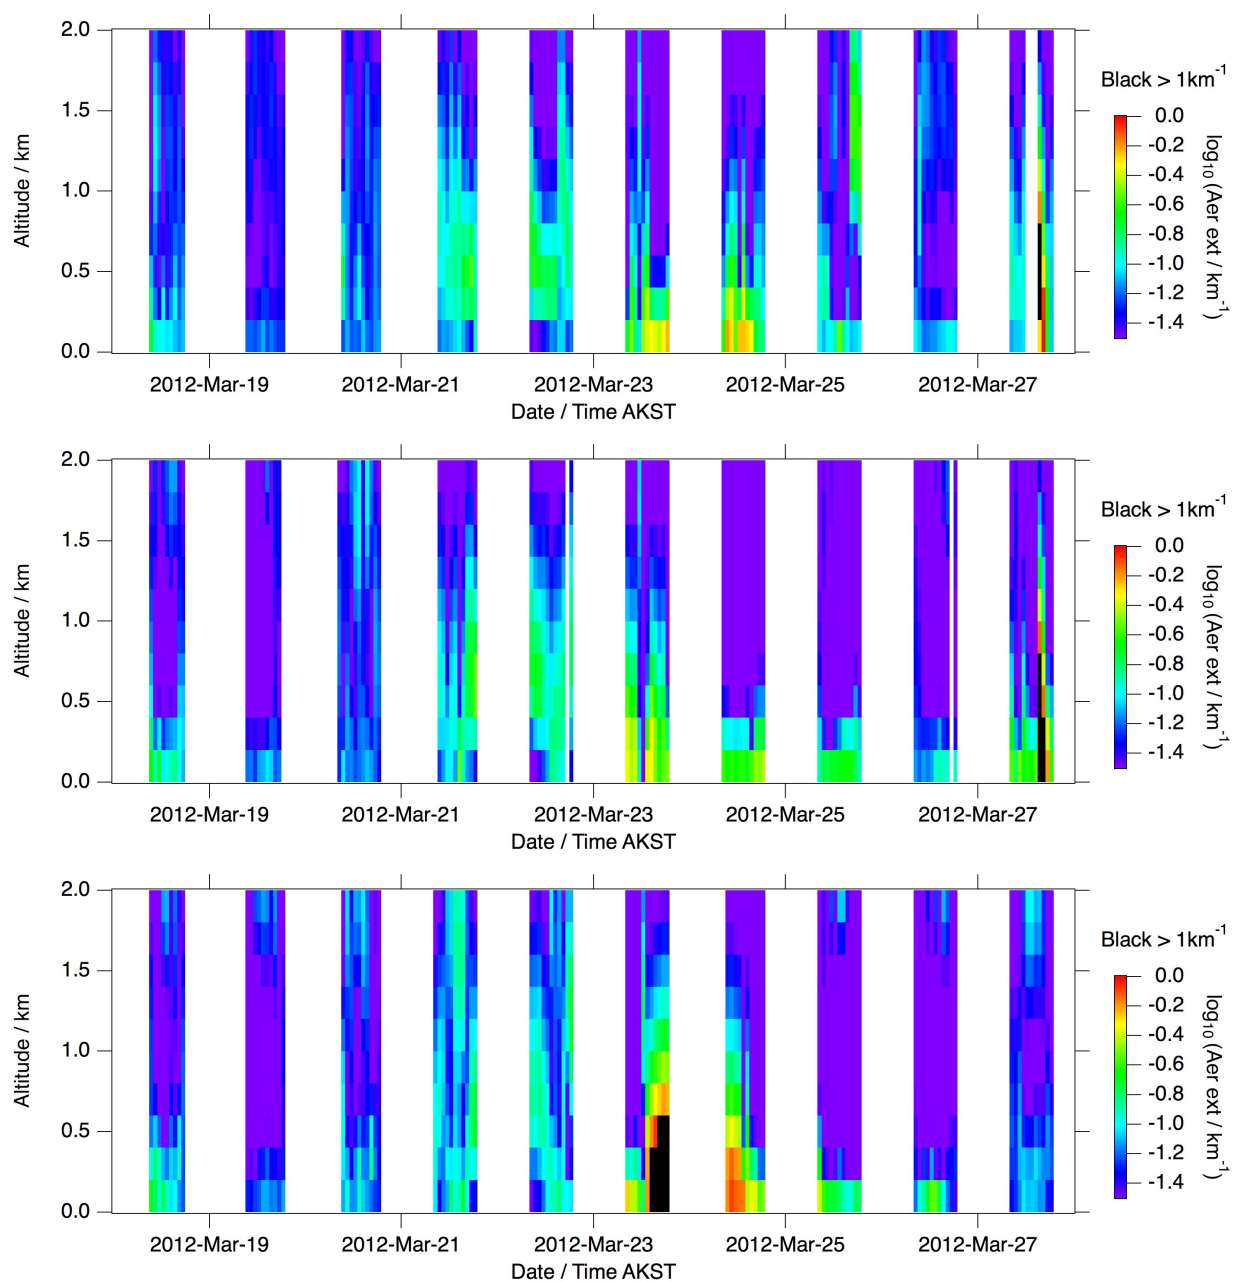 2.0
1.5
1.0
0.5
0.0
Altitude / km
2012-Mar-19 2012-Mar-21 2012-Mar-23 2012-Mar-25 2012-Mar-27
Date / Time AKST
Black > 1km⁻¹
0.0
-0.2
-0.4
-0.6
-0.8
-1.0
-1.2
-1.4
log₁₀(Aer ext / km⁻¹)
2.0
1.5
1.0
0.5
0.0
Altitude / km
2012-Mar-19 2012-Mar-21 2012-Mar-23 2012-Mar-25 2012-Mar-27
Date / Time AKST
Black > 1km⁻¹
0.0
-0.2
-0.4
-0.6
-0.8
-1.0
-1.2
-1.4
log₁₀(Aer ext / km⁻¹)
2.0
1.5
1.0
0.5
0.0
Altitude / km
2012-Mar-19 2012-Mar-21 2012-Mar-23 2012-Mar-25 2012-Mar-27
Date / Time AKST
Black > 1km⁻¹
0.0
-0.2
-0.4
-0.6
-0.8
-1.0
-1.2
-1.4
log₁₀(Aer ext / km⁻¹)